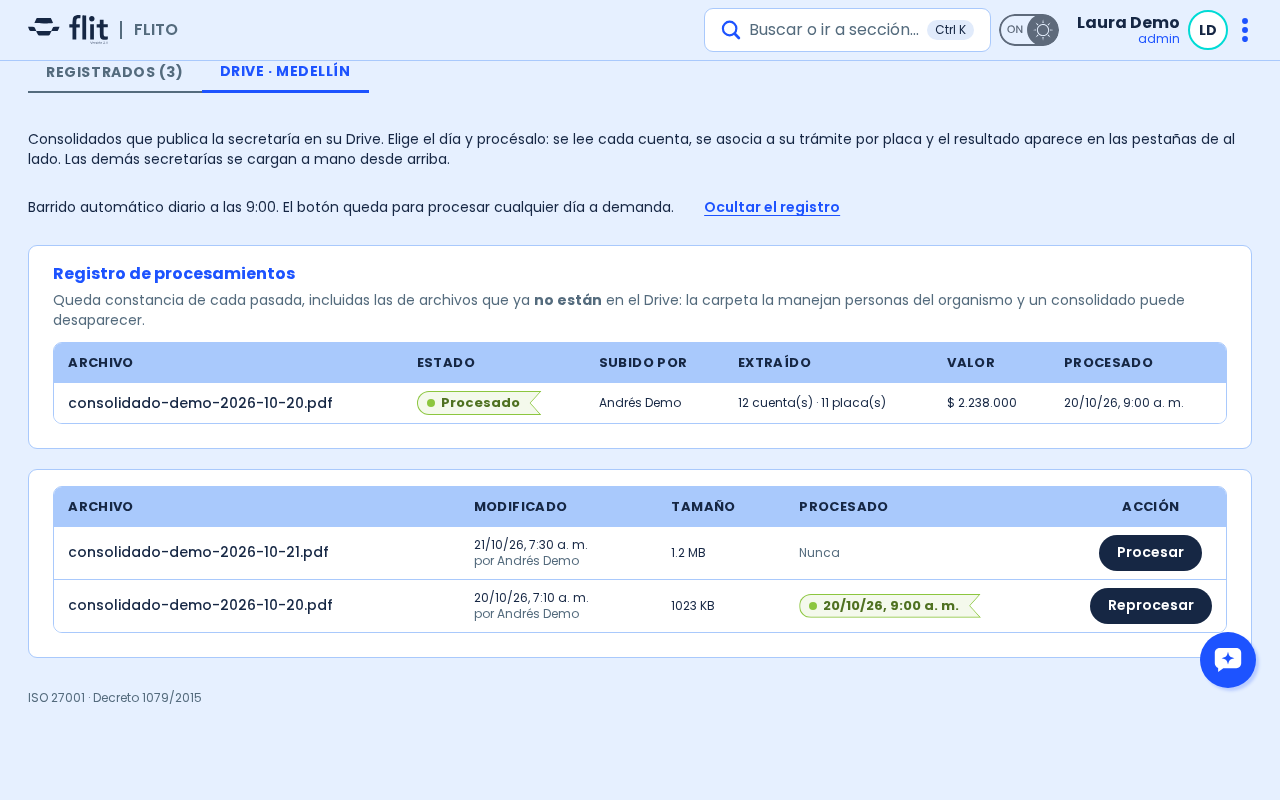 flit
FLITO
Buscar o ir a sección...
Ctrl K
ON
Laura Demo
admin
LD
REGISTRADOS (3)
DRIVE · MEDELLÍN
Consolidados que publica la secretaría en su Drive. Elige el día y procésalo: se lee cada cuenta, se asocia a su trámite por placa y el resultado aparece en las pestañas de al
lado. Las demás secretarías se cargan a mano desde arriba.
Barrido automático diario a las 9:00. El botón queda para procesar cualquier día a demanda.
Ocultar el registro
Registro de procesamientos
Queda constancia de cada pasada, incluidas las de archivos que ya no están en el Drive: la carpeta la manejan personas del organismo y un consolidado puede
desaparecer.
ARCHIVO ESTADO SUBIDO POR EXTRAÍDO VALOR PROCESADO
consolidado-demo-2026-10-20.pdf Procesado Andrés Demo 12 cuenta(s) · 11 placa(s) $ 2.238.000 20/10/26, 9:00 a. m.
ARCHIVO MODIFICADO TAMAÑO PROCESADO ACCIÓN
consolidado-demo-2026-10-21.pdf 21/10/26, 7:30 a. m. 1.2 MB Nunca Procesar
por Andrés Demo
consolidado-demo-2026-10-20.pdf 20/10/26, 7:10 a. m. 1023 KB 20/10/26, 9:00 a. m. Reprocesar
por Andrés Demo
ISO 27001 · Decreto 1079/2015